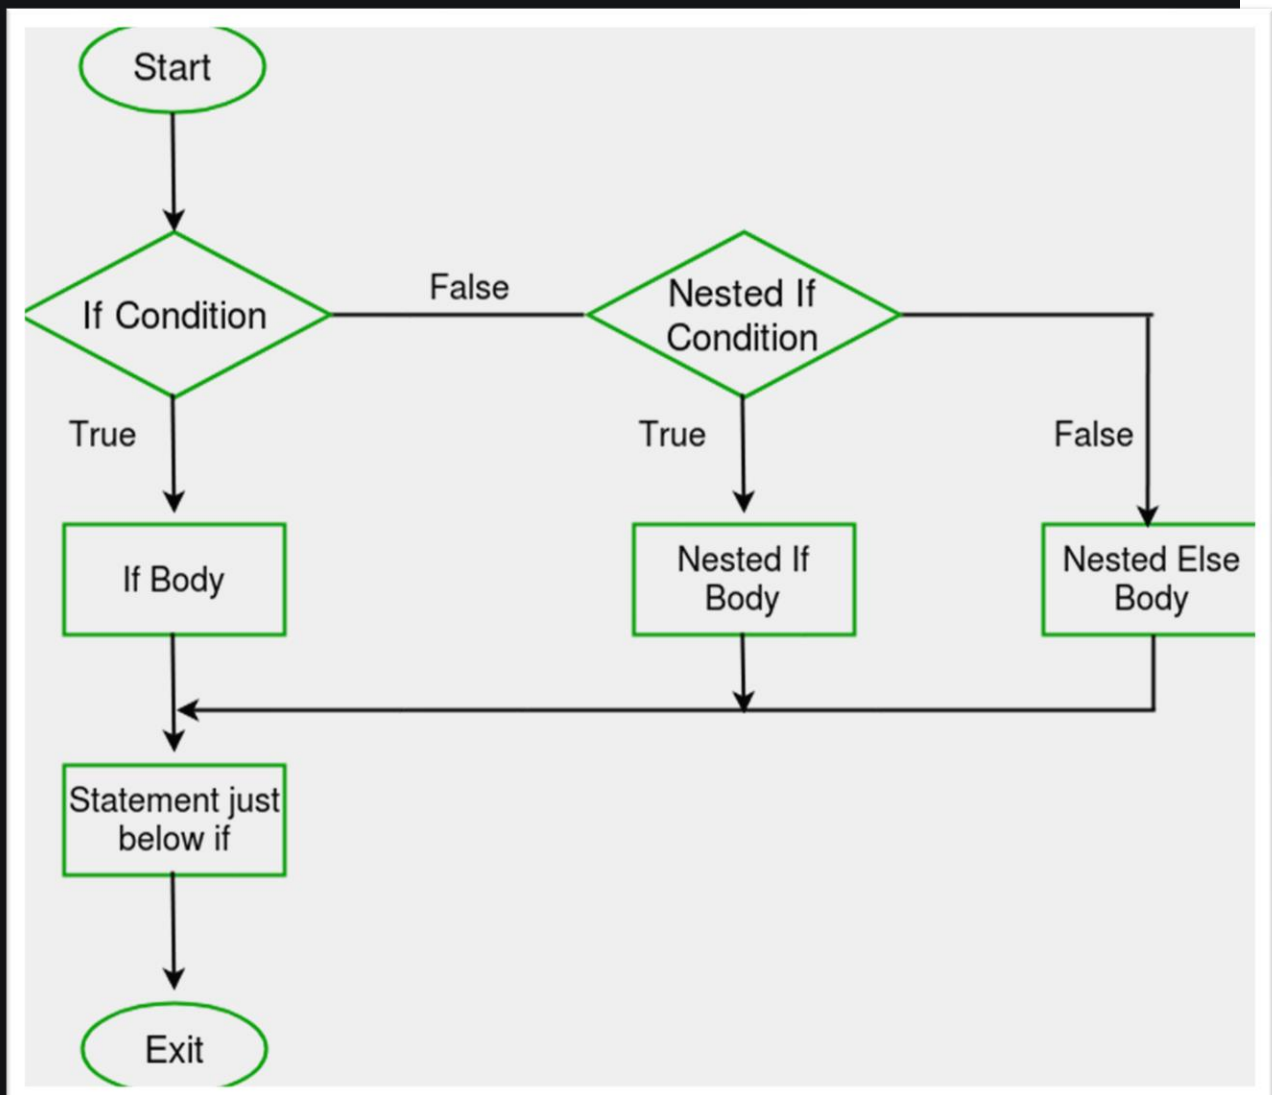 Start
If Condition
False
Nested If
Condition
True
True
False
If Body
Nested If
Body
Nested Else
Body
Statement just
below if
Exit